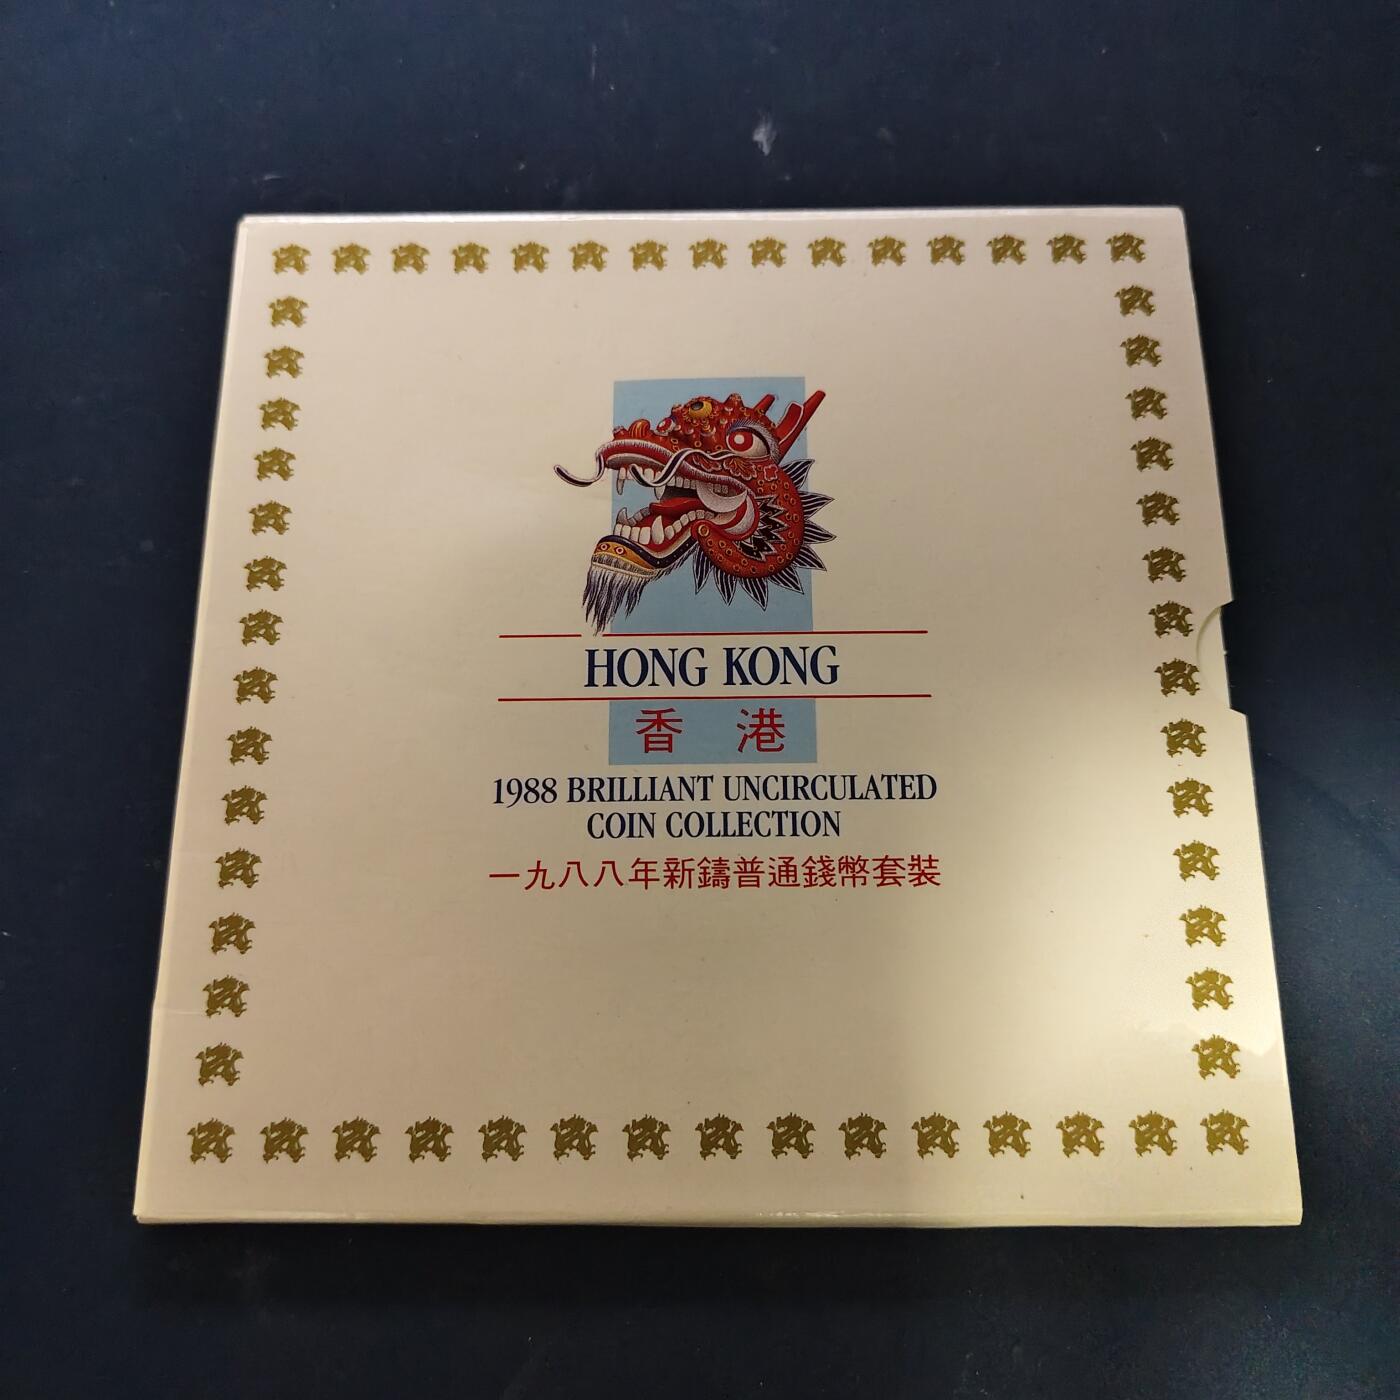 HONG KONG
香 港
1988 BRILLIANT UNCIRCULATED
COIN COLLECTION
一九八八年新鑄普通錢幣套裝